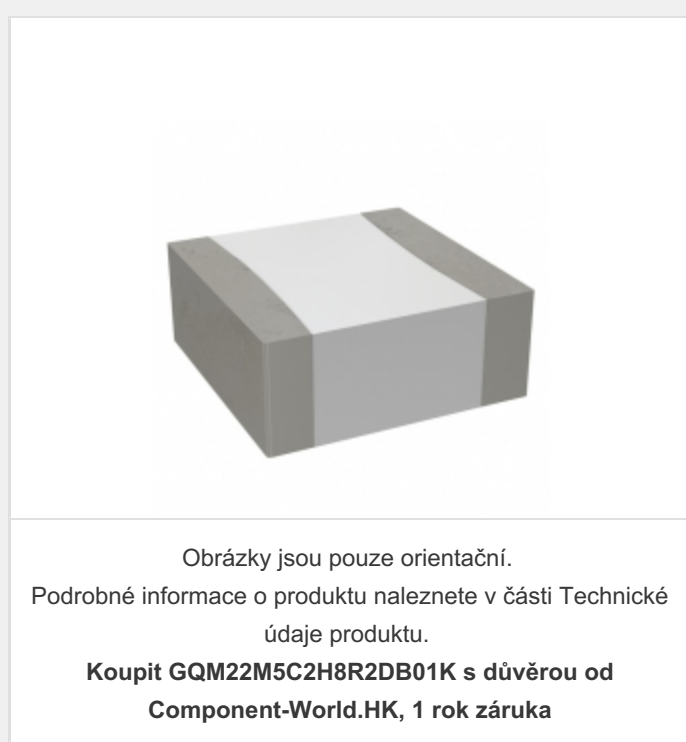 Obrázky jsou pouze orientační.
Podrobné informace o produktu naleznete v části Technické
údaje produktu.
Koupit GQM22M5C2H8R2DB01K s důvěrou od
Component-World.HK, 1 rok záruka